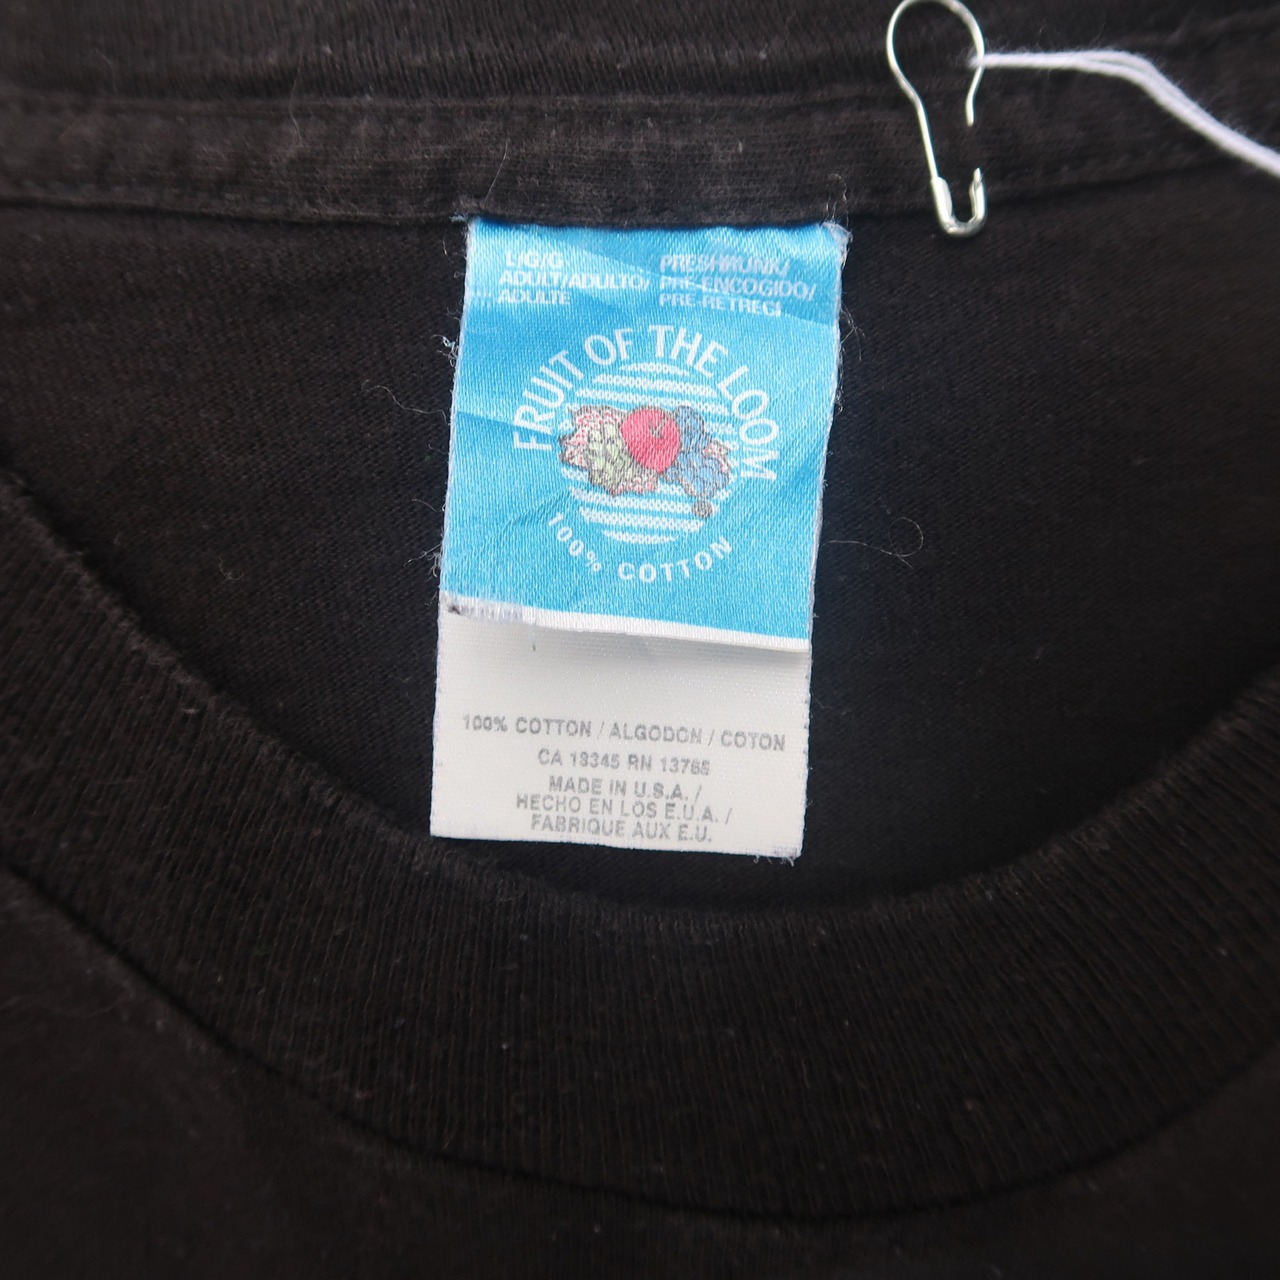 L/G/G
ADULT/ADULTO/
ADULTE
PRESHRUNK/
PRE-ENCOGIDO/
PRE-RETRECI
FRUIT OF THE LOOM
100% COTTON
100% COTTON / ALGODON / COTON
CA 19345 RN 13765
MADE IN U.S.A. /
HECHO EN LOS E.U.A. /
FABRIQUE AUX E.U.